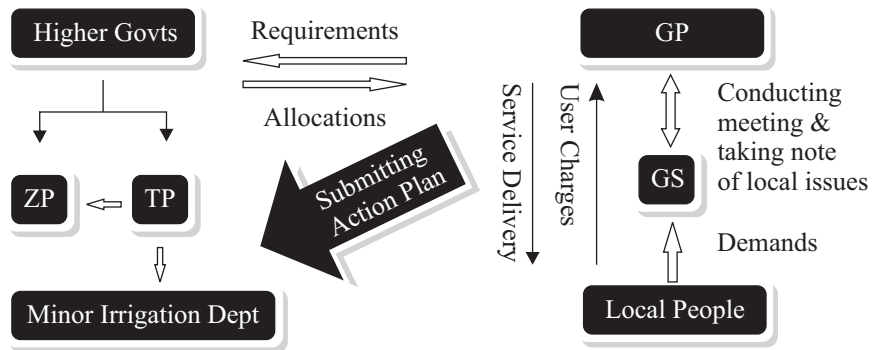 Higher Govts
Requirements
Allocations
GP
Service Delivery
User Charges
Conducting
meeting &
taking note
of local issues
ZP
TP
Submitting
Action Plan
GS
Demands
Minor Irrigation Dept
Local People